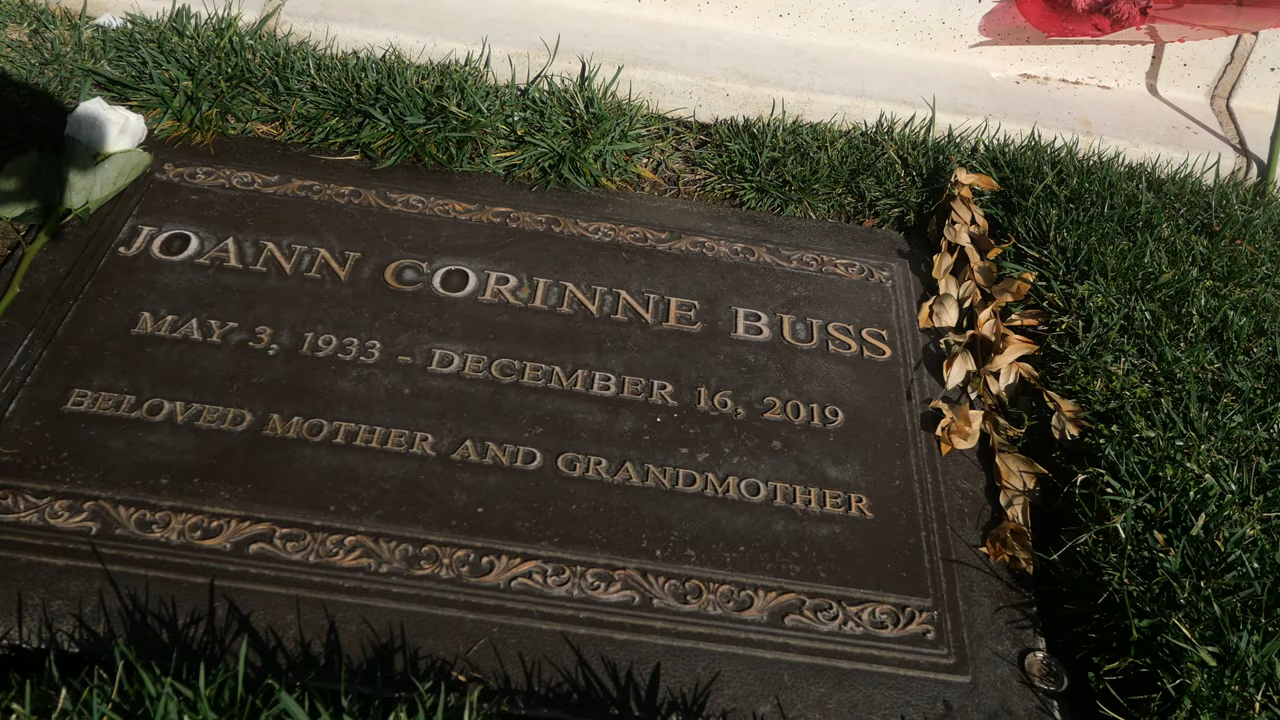 JOANN CORINNE BUSS
MAY 3, 1933 - DECEMBER 16, 2019
BELOVED MOTHER AND GRANDMOTHER